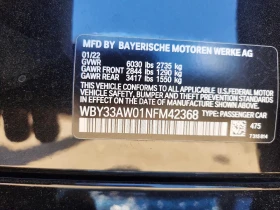 MFD BY BAYERISCHE MOTOREN WERKE AG
01/22
GVWR 6030 lbs 2735 kg
GAWR FRONT 2844 lbs 1290 kg
GAWR REAR 3417 lbs 1550 kg
THIS VEHICLE CONFORMS TO ALL APPLICABLE
FEDERAL MOTOR VEHICLE SAFETY, BUMPER,
AND THEFT PREVENTION STANDARDS IN EFFECT
ON THE DATE OF MANUFACTURE SHOWN ABOVE.
WBY33AW01NFM42368
TYPE: PASSENGER CAR
475